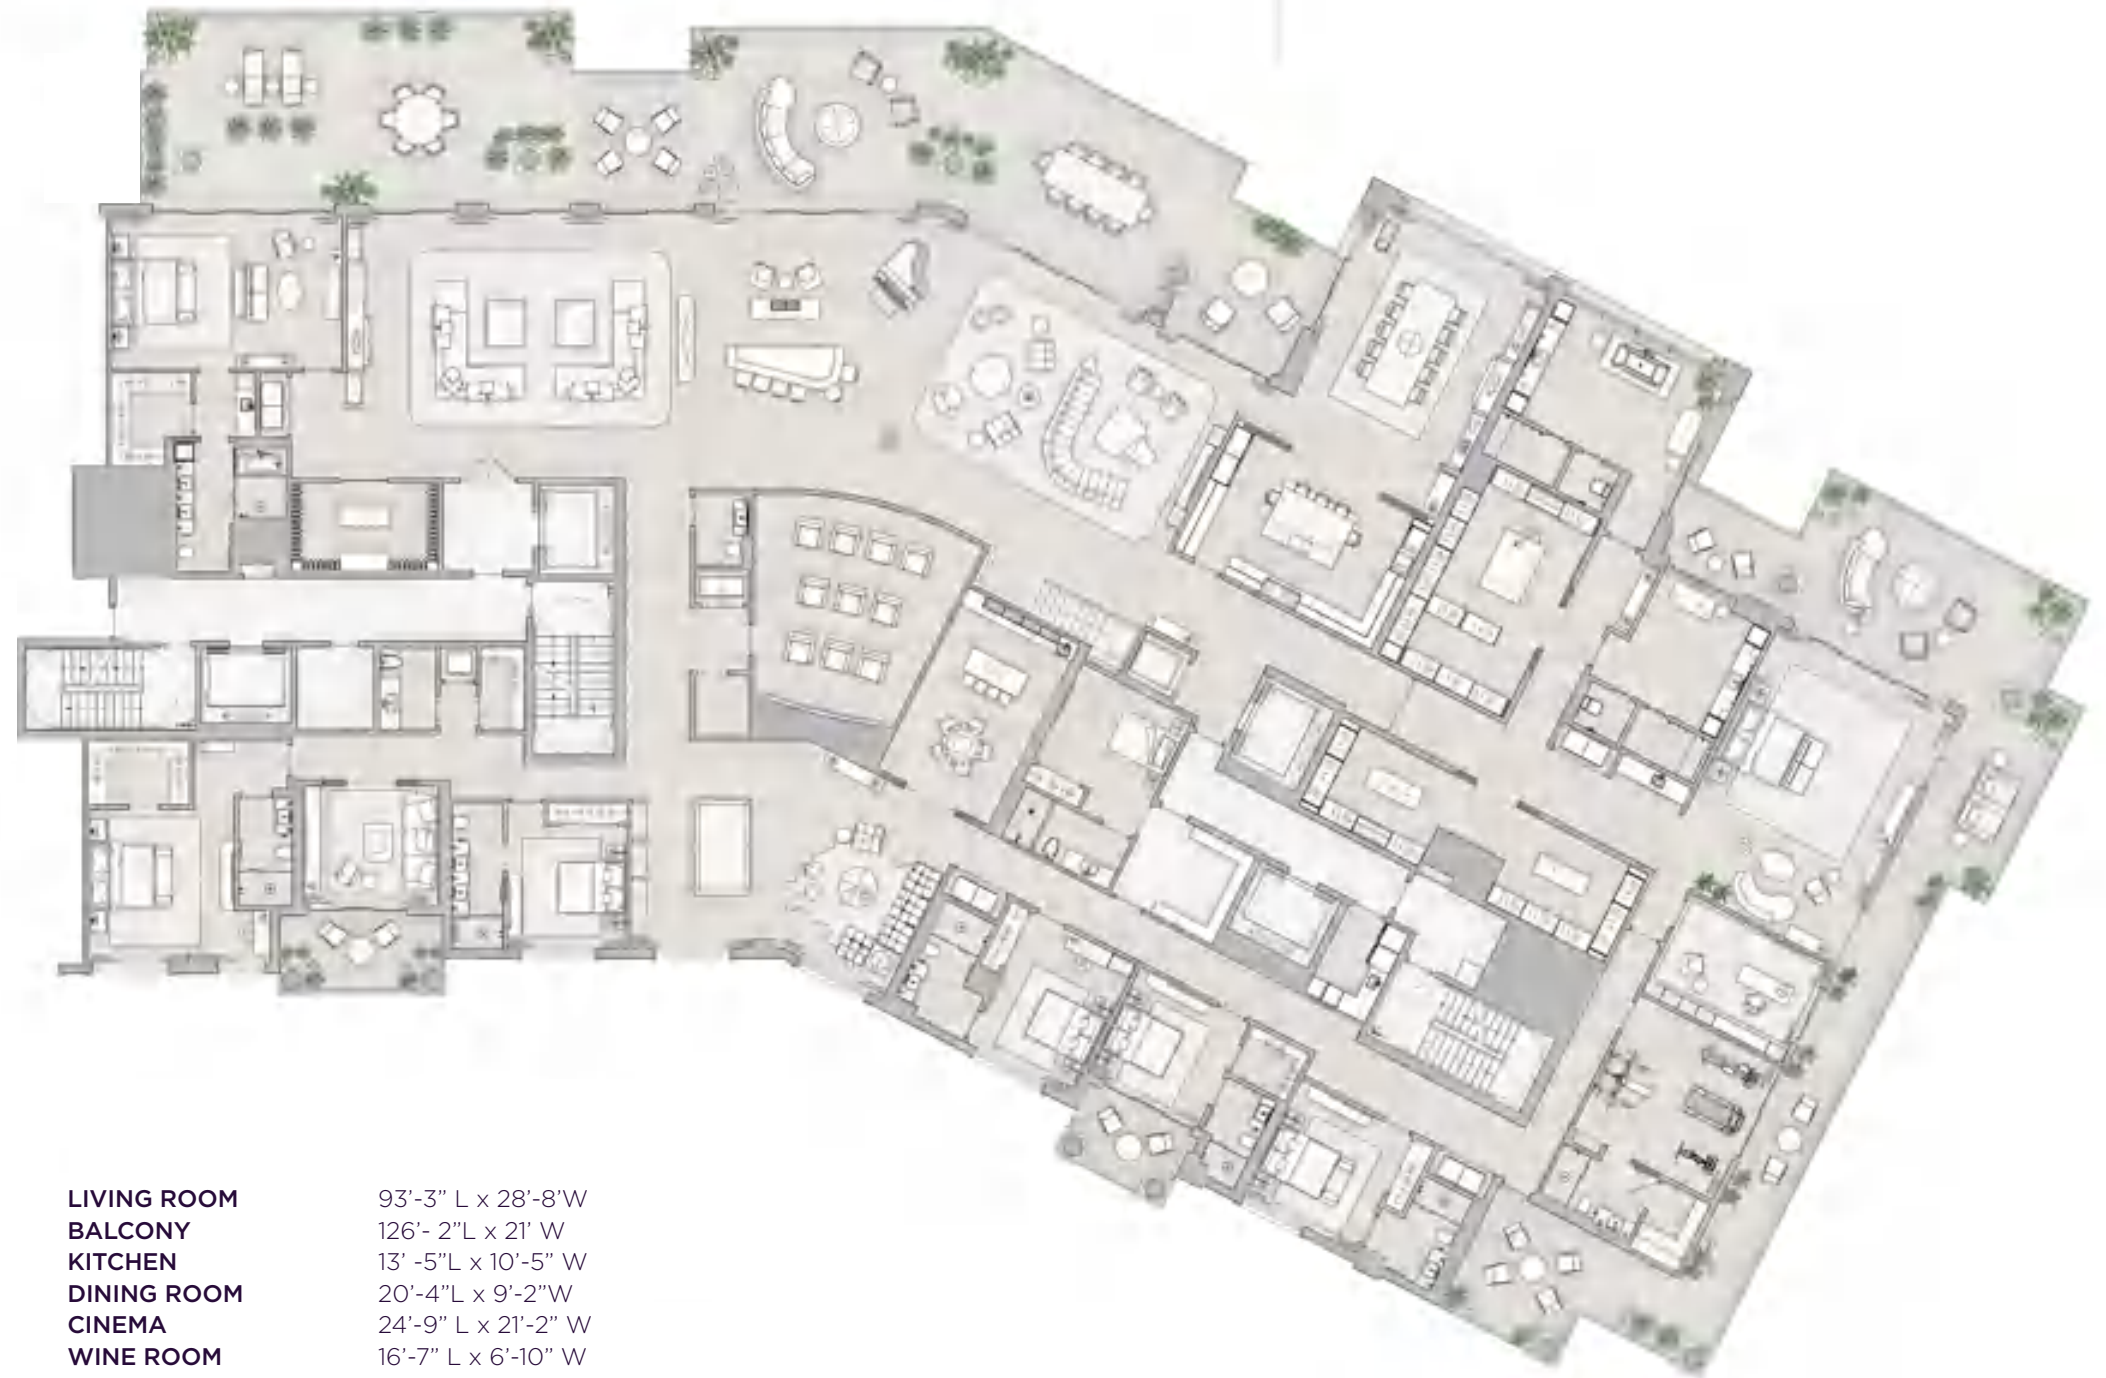 LIVING ROOM 93’-3” L x 28’-8’W
BALCONY 126’- 2”L x 21’ W
KITCHEN 13’ -5”L x 10’-5” W
DINING ROOM 20’-4”L x 9’-2”W
CINEMA 24’-9” L x 21’-2” W
WINE ROOM 16’-7” L x 6’-10” W